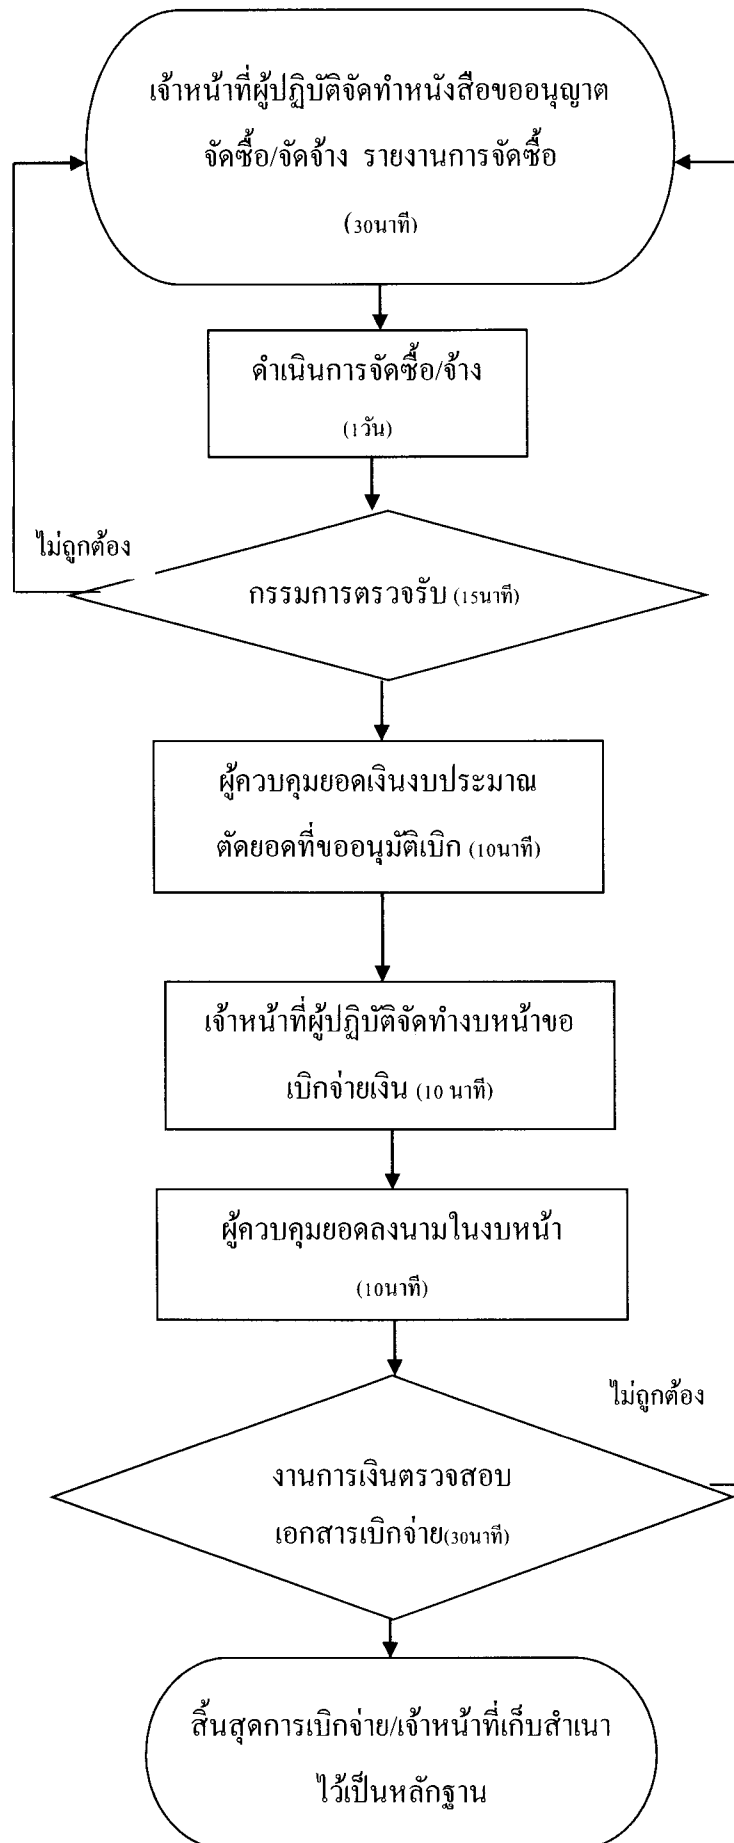 เจ้าหน้าที่ผู้ปฏิบัติจัดทำหนังสือขออนุญาต
จัดซื้อ/จัดจ้าง รายงานการจัดซื้อ
(30นาที)
ดำเนินการจัดซื้อ/จ้าง
(1วัน)
ไม่ถูกต้อง
กรรมการตรวจรับ (15นาที)
ผู้ควบคุมยอดเงินงบประมาณ
ตัดยอดที่ขออนุมัติเบิก (10นาที)
เจ้าหน้าที่ผู้ปฏิบัติจัดทำงบหน้าขอ
เบิกจ่ายเงิน (10 นาที)
ผู้ควบคุมยอดลงนามในงบหน้า
(10นาที)
ไม่ถูกต้อง
งานการเงินตรวจสอบ
เอกสารเบิกจ่าย(30นาที)
สิ้นสุดการเบิกจ่าย/เจ้าหน้าที่เก็บสำเนา
ไว้เป็นหลักฐาน